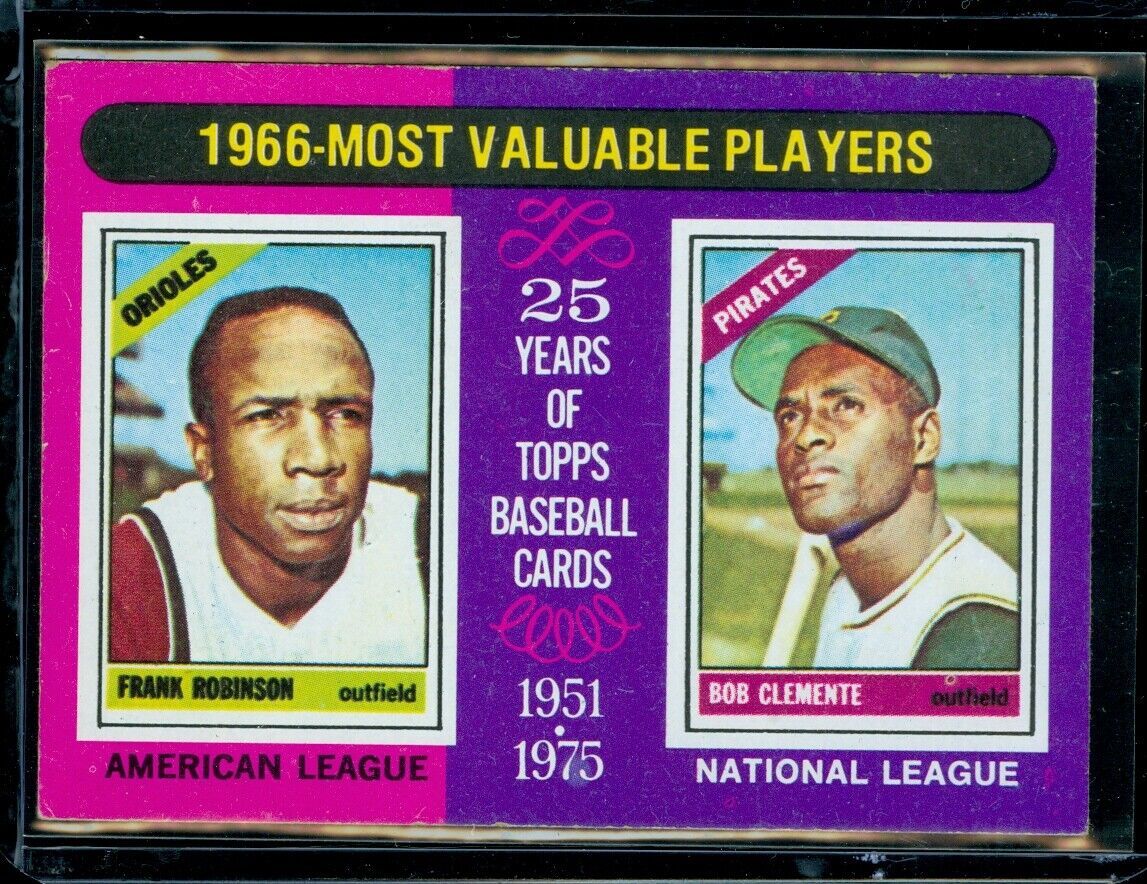 1966-MOST VALUABLE PLAYERS
ORIOLES
FRANK ROBINSON outfield
AMERICAN LEAGUE
25
YEARS
OF
TOPPS
BASEBALL
CARDS
1951
1975
PIRATES
BOB CLEMENTE outfield
NATIONAL LEAGUE